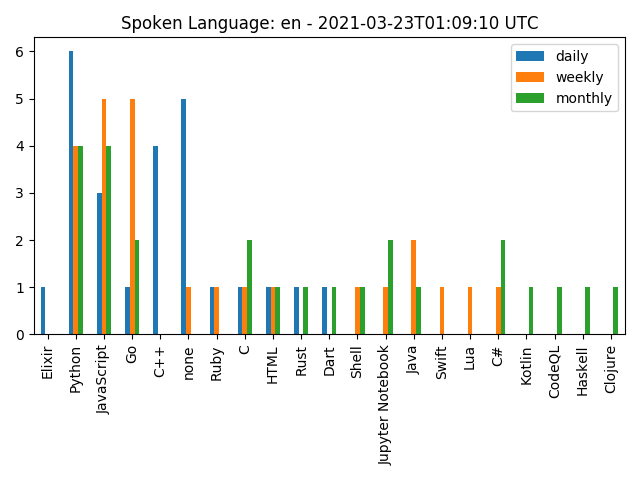 Spoken Language: en - 2021-03-23T01:09:10 UTC
daily
weekly
monthly
6
5
4
3
2
1
0
Elixir
Python
JavaScript
Go
C++
none
Ruby
C
HTML
Rust
Dart
Shell
Jupyter Notebook
Java
Swift
Lua
C#
Kotlin
CodeQL
Haskell
Clojure